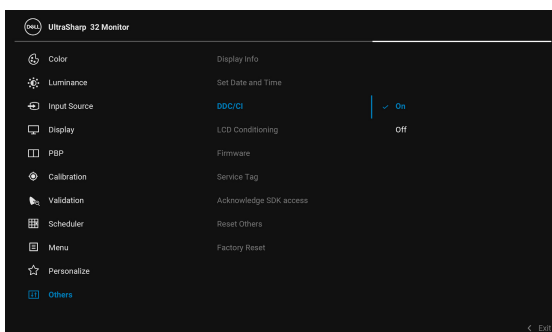 DELL UltraSharp 32 Monitor
Color
Display Info
Luminance
Set Date and Time
Input Source
DDC/CI
On
Display
LCD Conditioning
Off
PBP
Firmware
Calibration
Service Tag
Validation
Acknowledge SDK access
Scheduler
Reset Others
Menu
Factory Reset
Personalize
Others
Exit